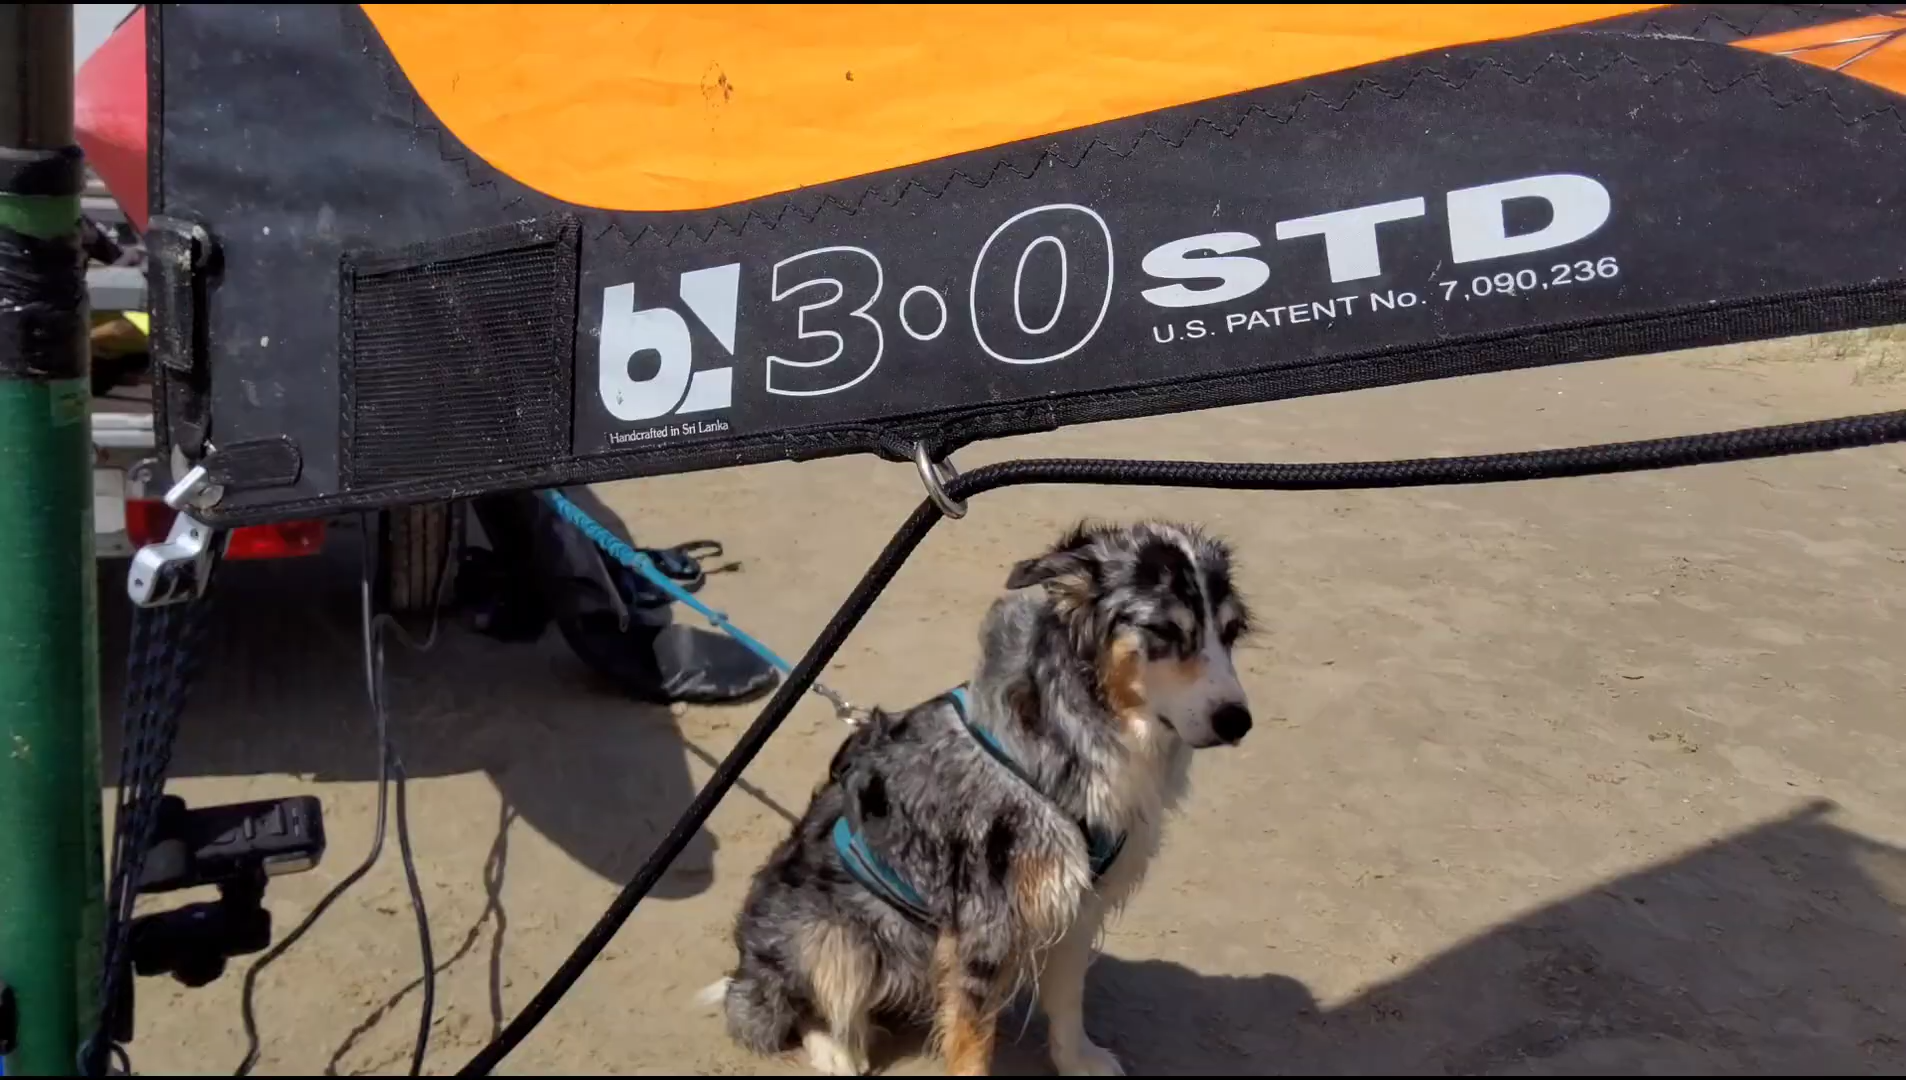 b! 3.0 STD
U.S. PATENT No. 7,090,236
Handcrafted in Sri Lanka